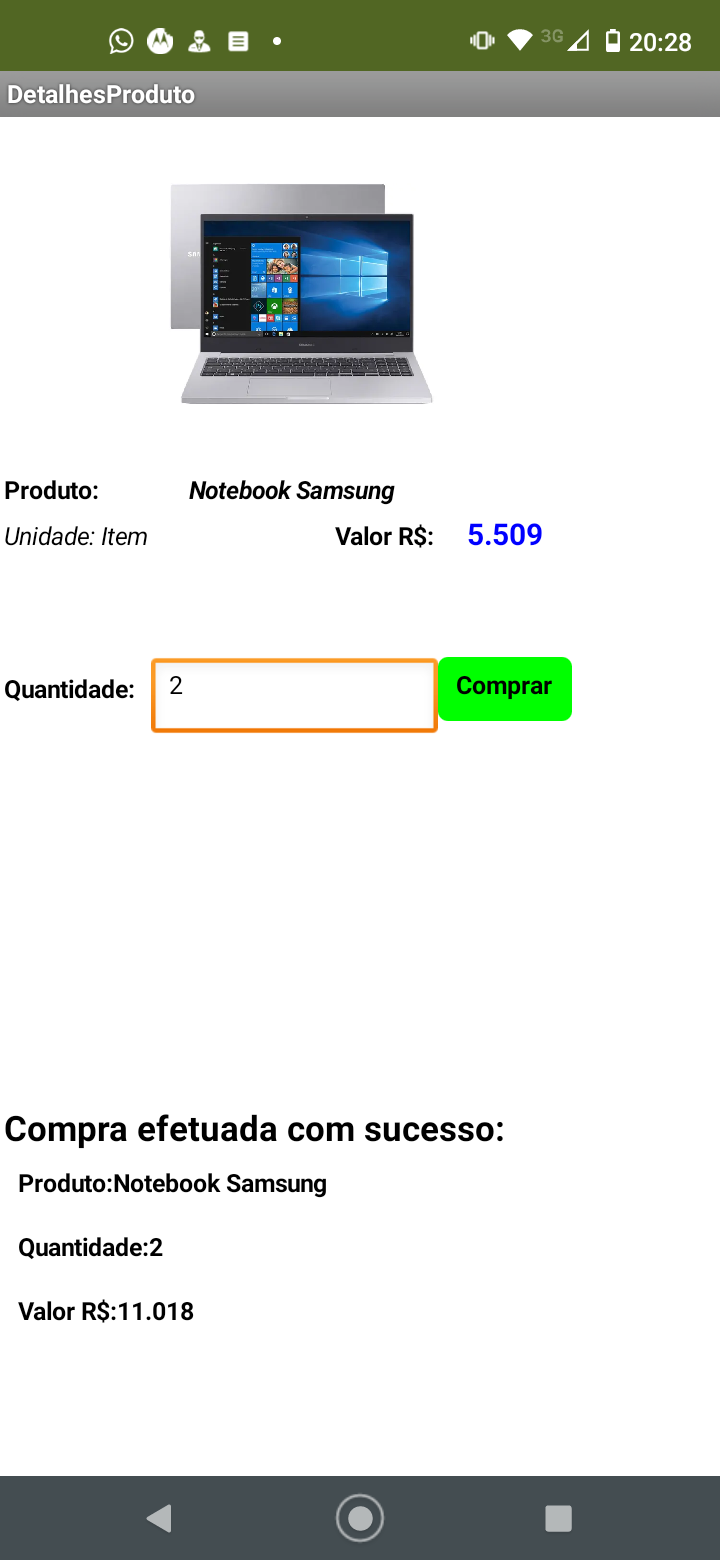 3G 20:28
DetalhesProduto
Produto: Notebook Samsung
Unidade: Item Valor R$: 5.509
Quantidade: 2 Comprar
Compra efetuada com sucesso:
Produto:Notebook Samsung
Quantidade:2
Valor R$:11.018